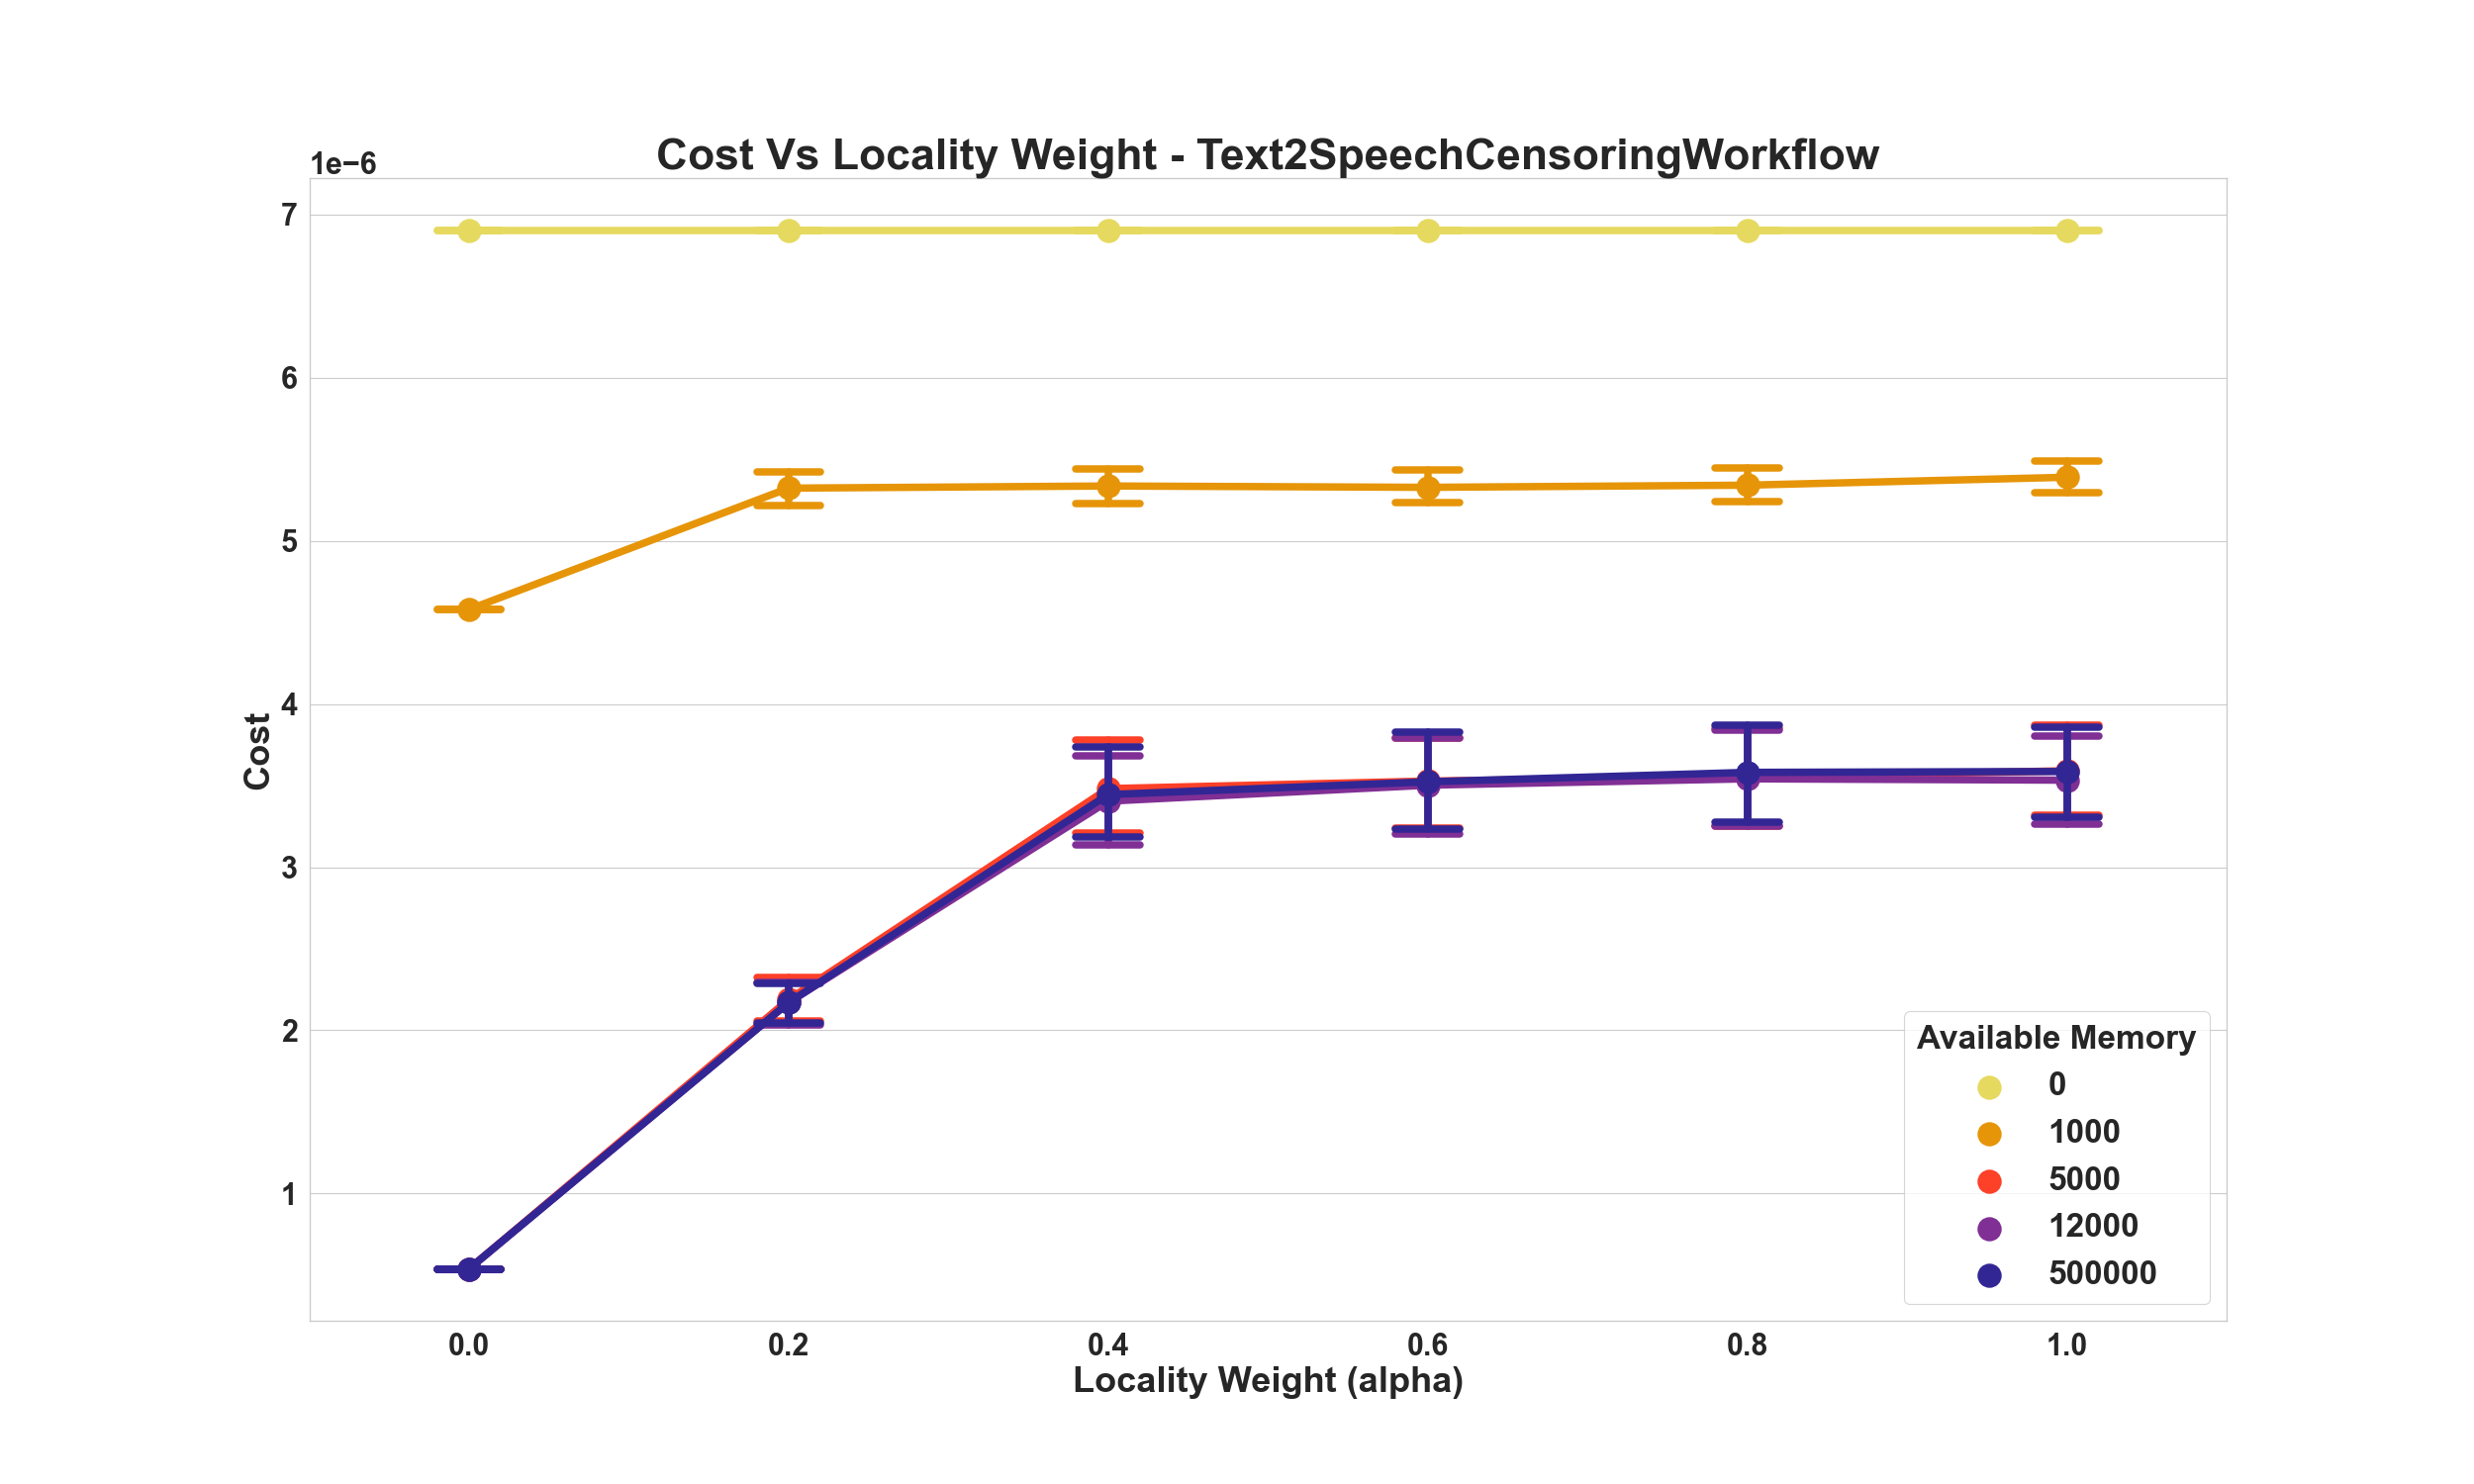 Cost Vs Locality Weight - Text2SpeechCensoringWorkflow
1e−6
7
6
5
4
3
2
1
Cost
0.0 0.2 0.4 0.6 0.8 1.0
Locality Weight (alpha)
Available Memory
0
1000
5000
12000
500000